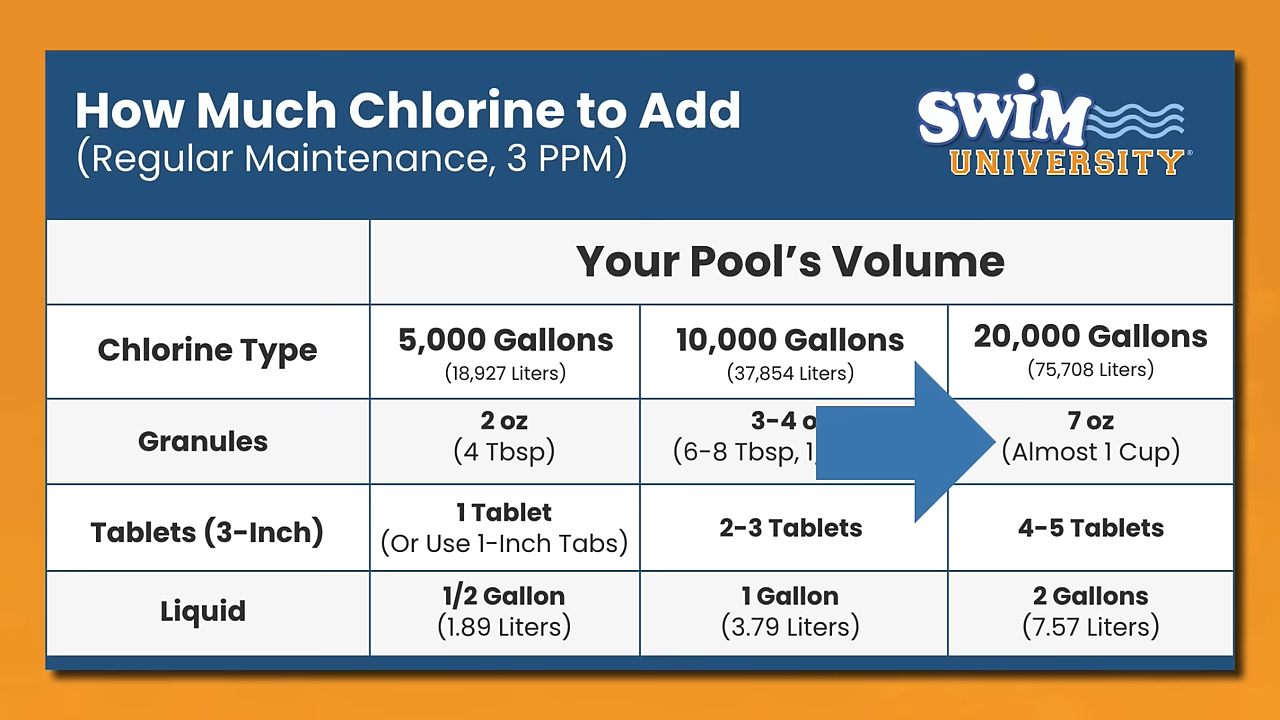 How Much Chlorine to Add
(Regular Maintenance, 3 PPM)
SWIM
UNIVERSITY®
Your Pool's Volume
Chlorine Type
5,000 Gallons
(18,927 Liters)
10,000 Gallons
(37,854 Liters)
20,000 Gallons
(75,708 Liters)
Granules
2 oz
(4 Tbsp)
3-4
(6-8 Tbsp,
7 oz
(Almost 1 Cup)
Tablets (3-Inch)
1 Tablet
(Or Use 1-Inch Tabs)
2-3 Tablets
4-5 Tablets
Liquid
1/2 Gallon
(1.89 Liters)
1 Gallon
(3.79 Liters)
2 Gallons
(7.57 Liters)